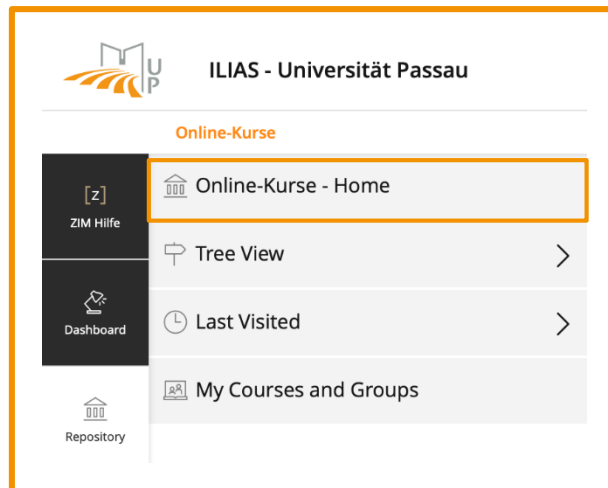 UP
ILIAS - Universität Passau
Online-Kurse
[z]
ZIM Hilfe
Online-Kurse - Home
Tree View
Dashboard
Last Visited
My Courses and Groups
Repository